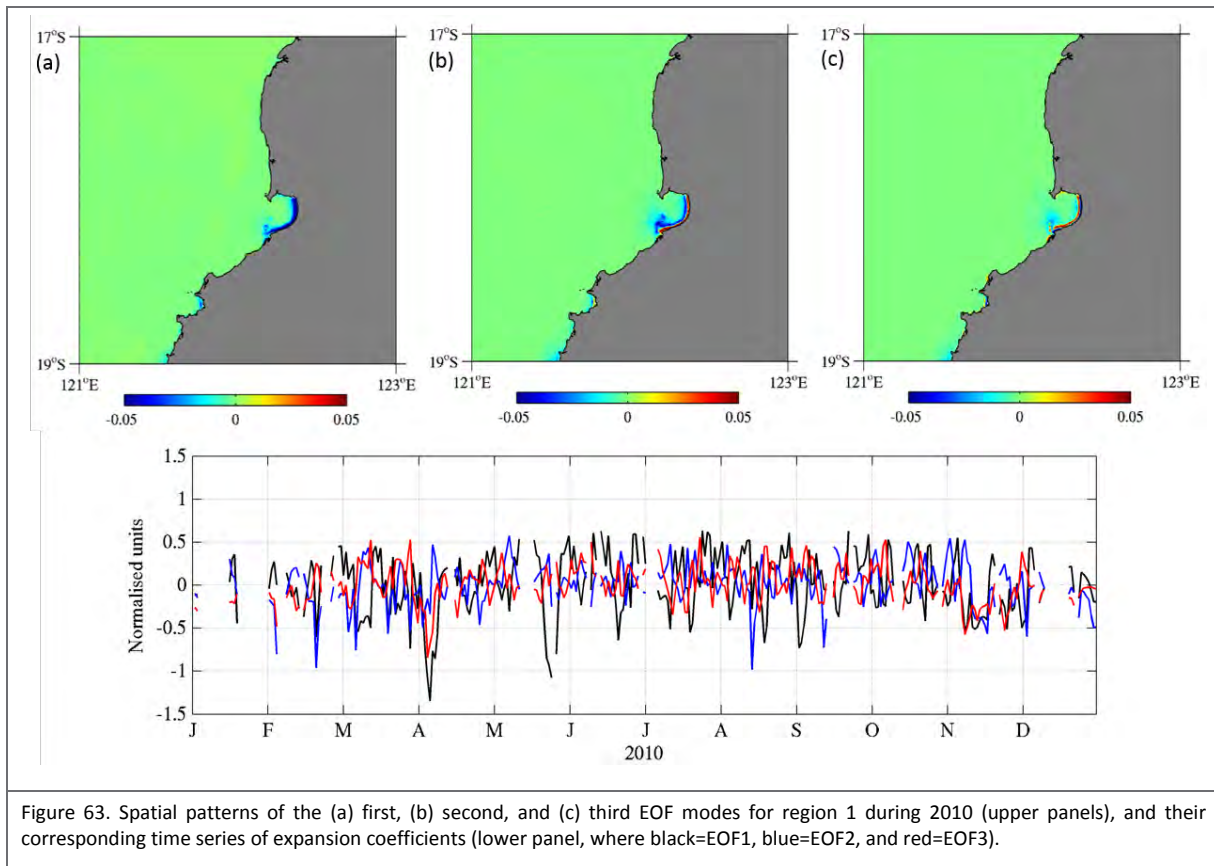 17°S
(a)
(b)
(c)
19°S
121°E
123°E
121°E
123°E
121°E
123°E
-0.05
0
0.05
-0.05
0
0.05
-0.05
0
0.05
1.5
1
0.5
0
-0.5
-1
-1.5
Normalised units
J F M A M J J A S O N D
2010
17°S
19°S
17°S
19°S
Figure 63. Spatial patterns of the (a) first, (b) second, and (c) third EOF modes for region 1 during 2010 (upper panels), and their
corresponding time series of expansion coefficients (lower panel, where black=EOF1, blue=EOF2, and red=EOF3).